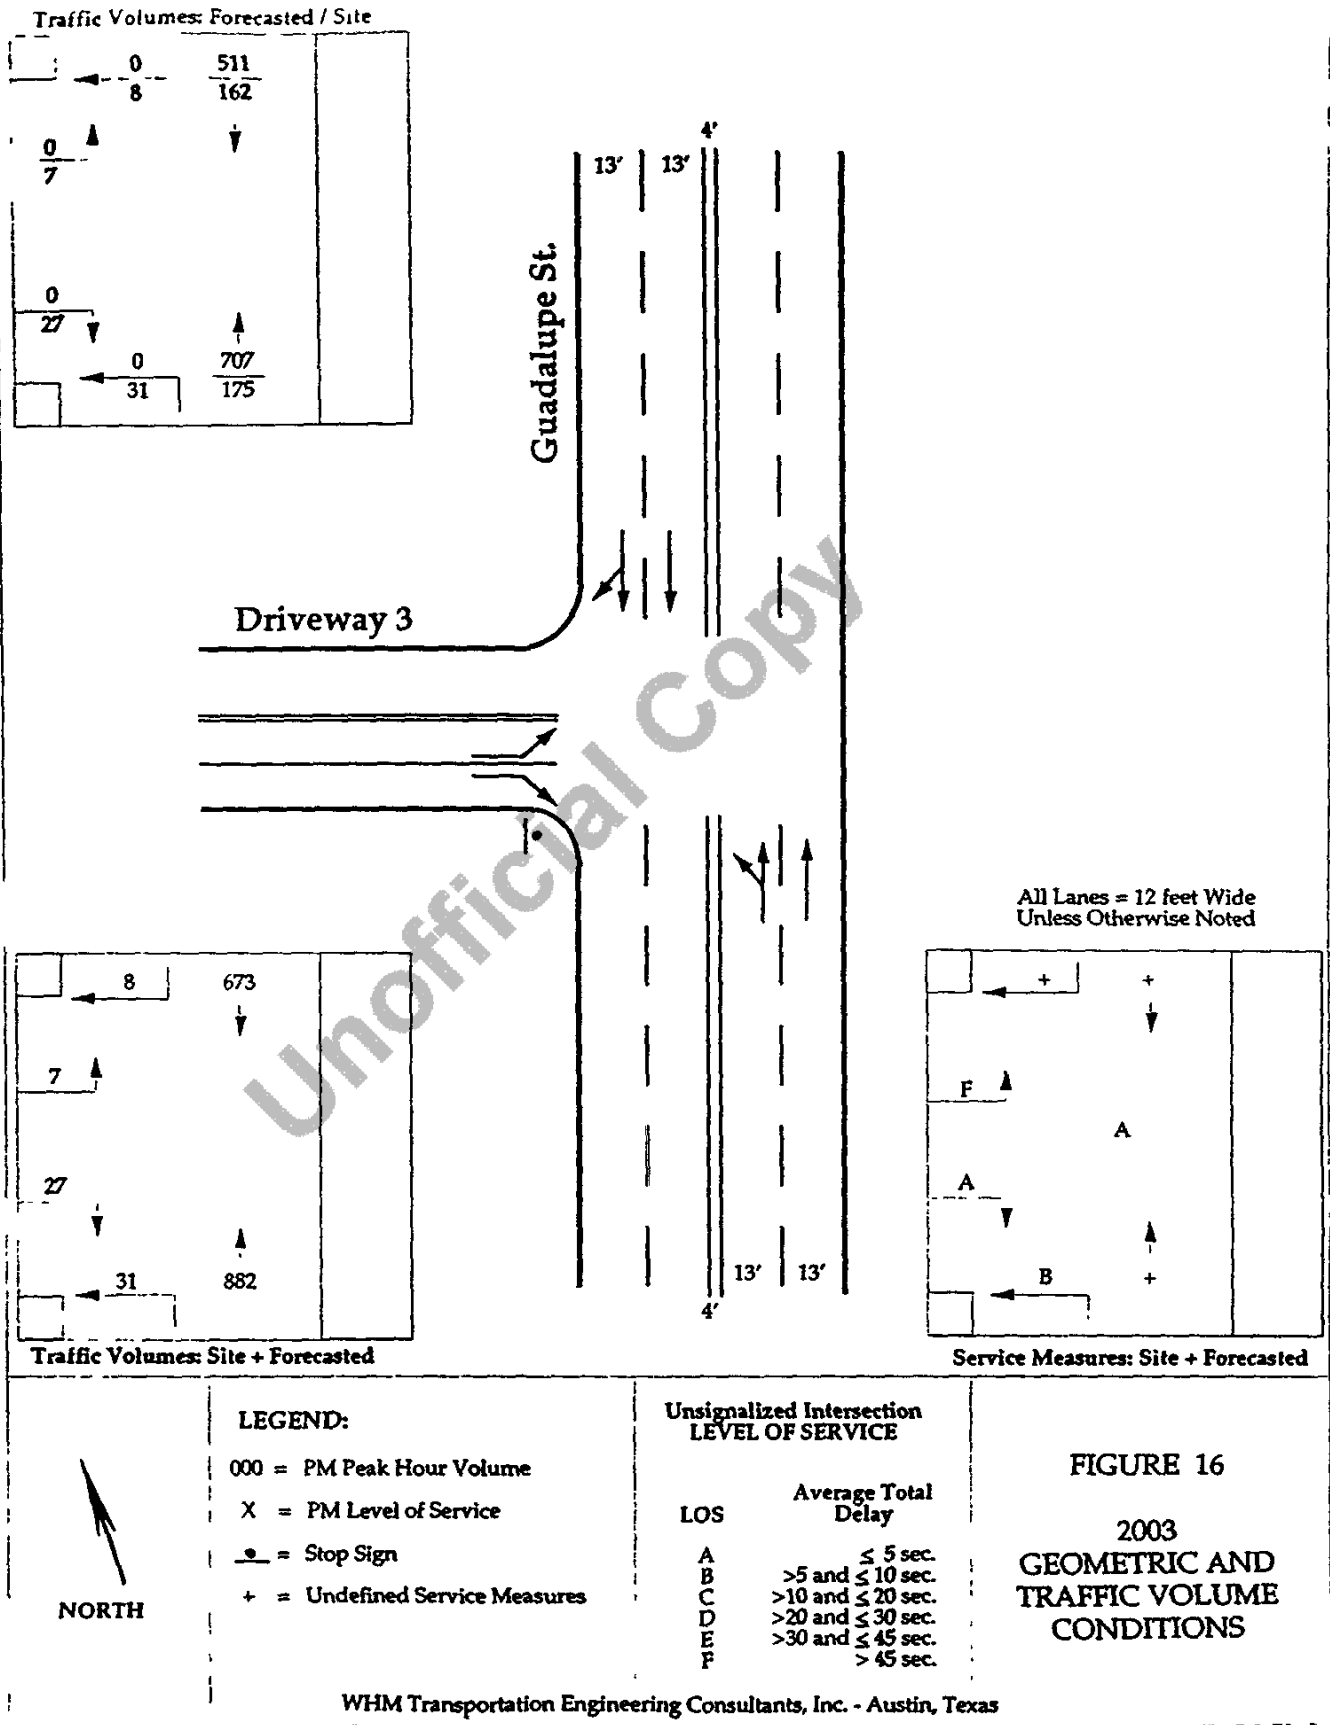 Traffic Volumes: Forecasted / Site
0
8
511
162
0
7
0
27
0
31
707
175
4'
13'
13'
Guadalupe St.
Driveway 3
Unofficial Copy
All Lanes = 12 feet Wide
Unless Otherwise Noted
8
673
7
27
31
882
Traffic Volumes: Site + Forecasted
13'
13'
4'
+
+
F
A
A
B
+
Service Measures: Site + Forecasted
NORTH
LEGEND:
000 = PM Peak Hour Volume
X = PM Level of Service
= Stop Sign
+ = Undefined Service Measures
Unsignalized Intersection
LEVEL OF SERVICE
LOS
Average Total
Delay
A ≤ 5 sec.
B >5 and ≤ 10 sec.
C >10 and ≤ 20 sec.
D >20 and ≤ 30 sec.
E >30 and ≤ 45 sec.
F > 45 sec.
FIGURE 16
2003
GEOMETRIC AND
TRAFFIC VOLUME
CONDITIONS
WHM Transportation Engineering Consultants, Inc. - Austin, Texas